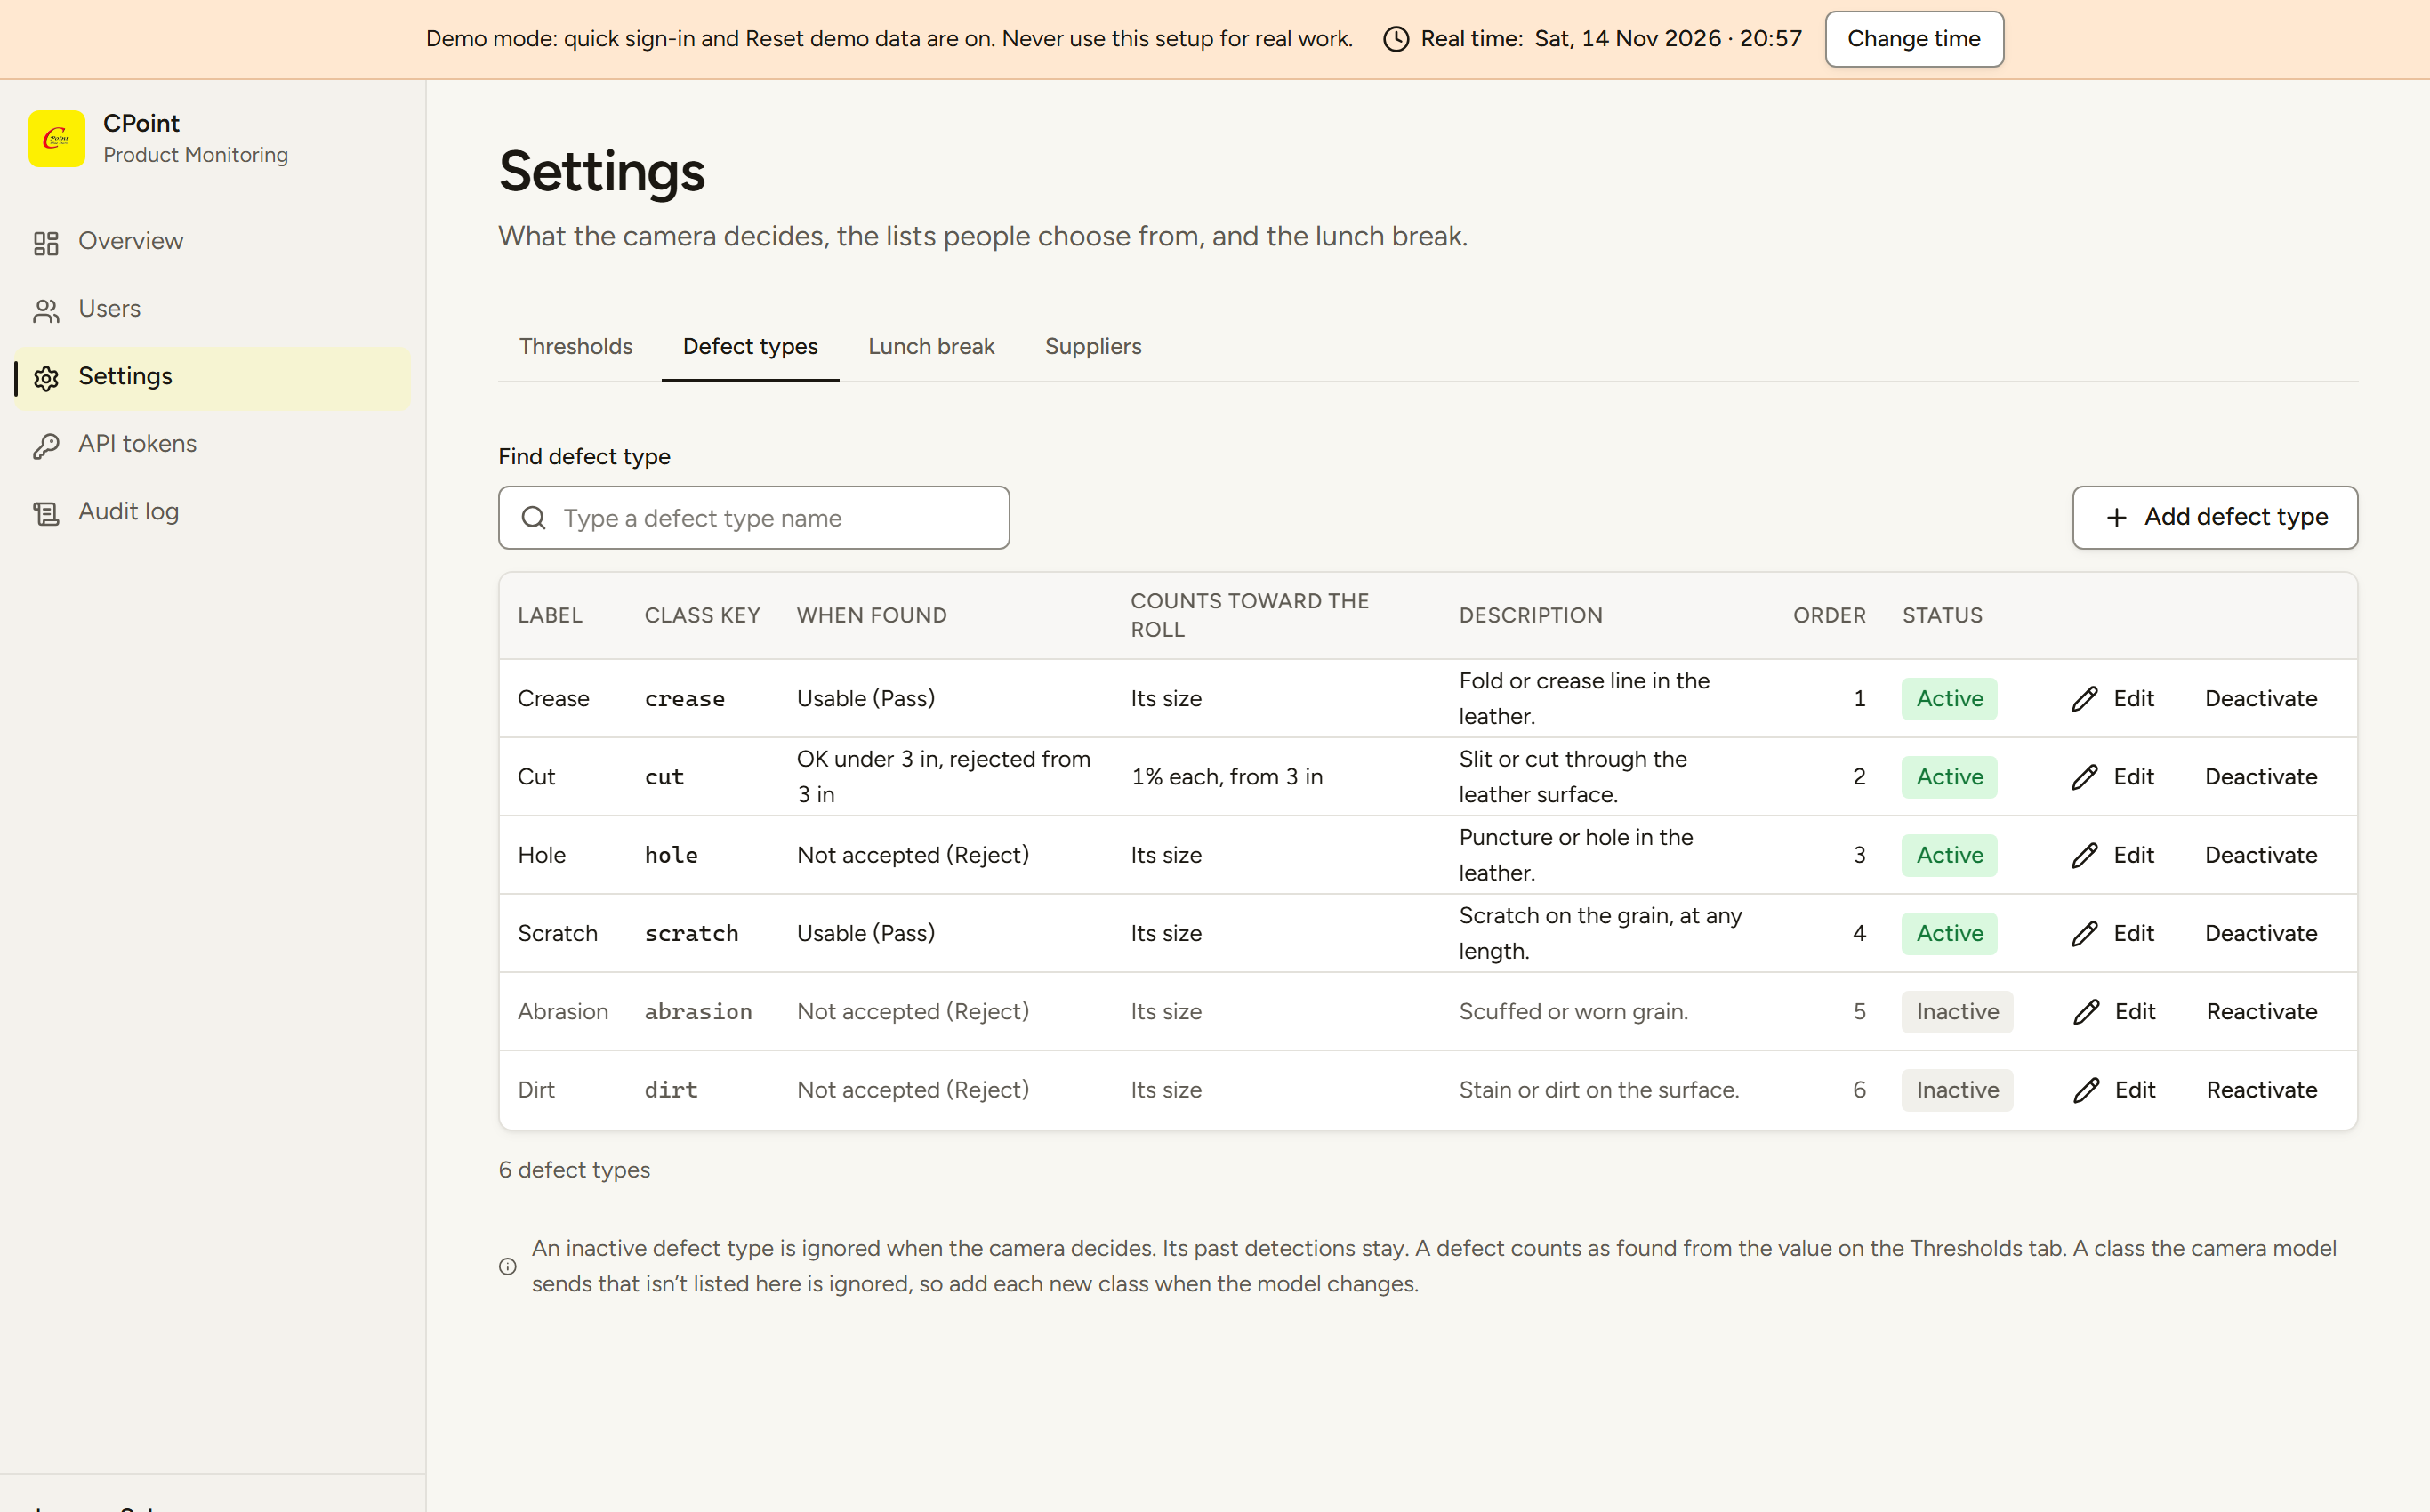 Demo mode: quick sign-in and Reset demo data are on. Never use this setup for real work. Real time: Sat, 14 Nov 2026 · 20:57 Change time
CPoint
Product Monitoring
Overview
Users
Settings
API tokens
Audit log
Settings
What the camera decides, the lists people choose from, and the lunch break.
Thresholds Defect types Lunch break Suppliers
Find defect type
Type a defect type name
Add defect type
LABEL CLASS KEY WHEN FOUND COUNTS TOWARD THE ROLL DESCRIPTION ORDER STATUS
Crease crease Usable (Pass) Its size Fold or crease line in the leather. 1 Active Edit Deactivate
Cut cut OK under 3 in, rejected from 3 in 1% each, from 3 in Slit or cut through the leather surface. 2 Active Edit Deactivate
Hole hole Not accepted (Reject) Its size Puncture or hole in the leather. 3 Active Edit Deactivate
Scratch scratch Usable (Pass) Its size Scratch on the grain, at any length. 4 Active Edit Deactivate
Abrasion abrasion Not accepted (Reject) Its size Scuffed or worn grain. 5 Inactive Edit Reactivate
Dirt dirt Not accepted (Reject) Its size Stain or dirt on the surface. 6 Inactive Edit Reactivate
6 defect types
An inactive defect type is ignored when the camera decides. Its past detections stay. A defect counts as found from the value on the Thresholds tab. A class the camera model
sends that isn’t listed here is ignored, so add each new class when the model changes.